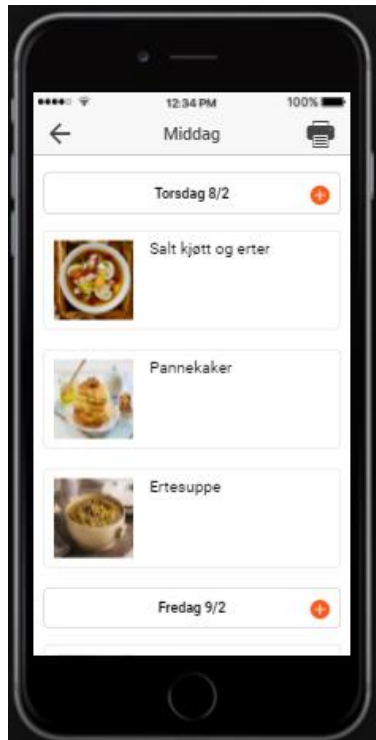 12:34 PM
100%
Middag
Torsdag 8/2
Salt kjøtt og erter
Pannekaker
Ertesuppe
Fredag 9/2